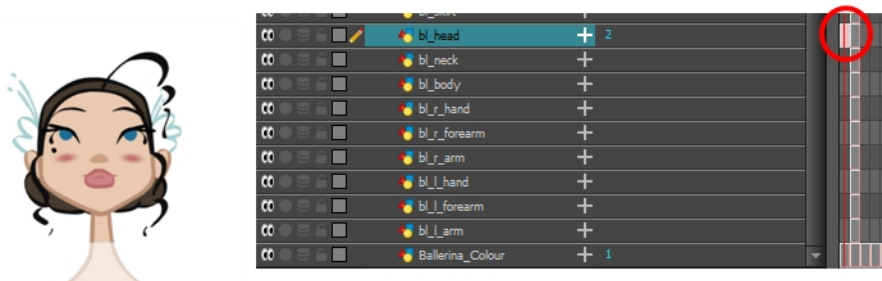 bl_head 2
bl_neck
bl_body
bl_r_hand
bl_r_forearm
bl_r_arm
bl_l_hand
bl_l_forearm
bl_l_arm
Ballerina_Colour 1